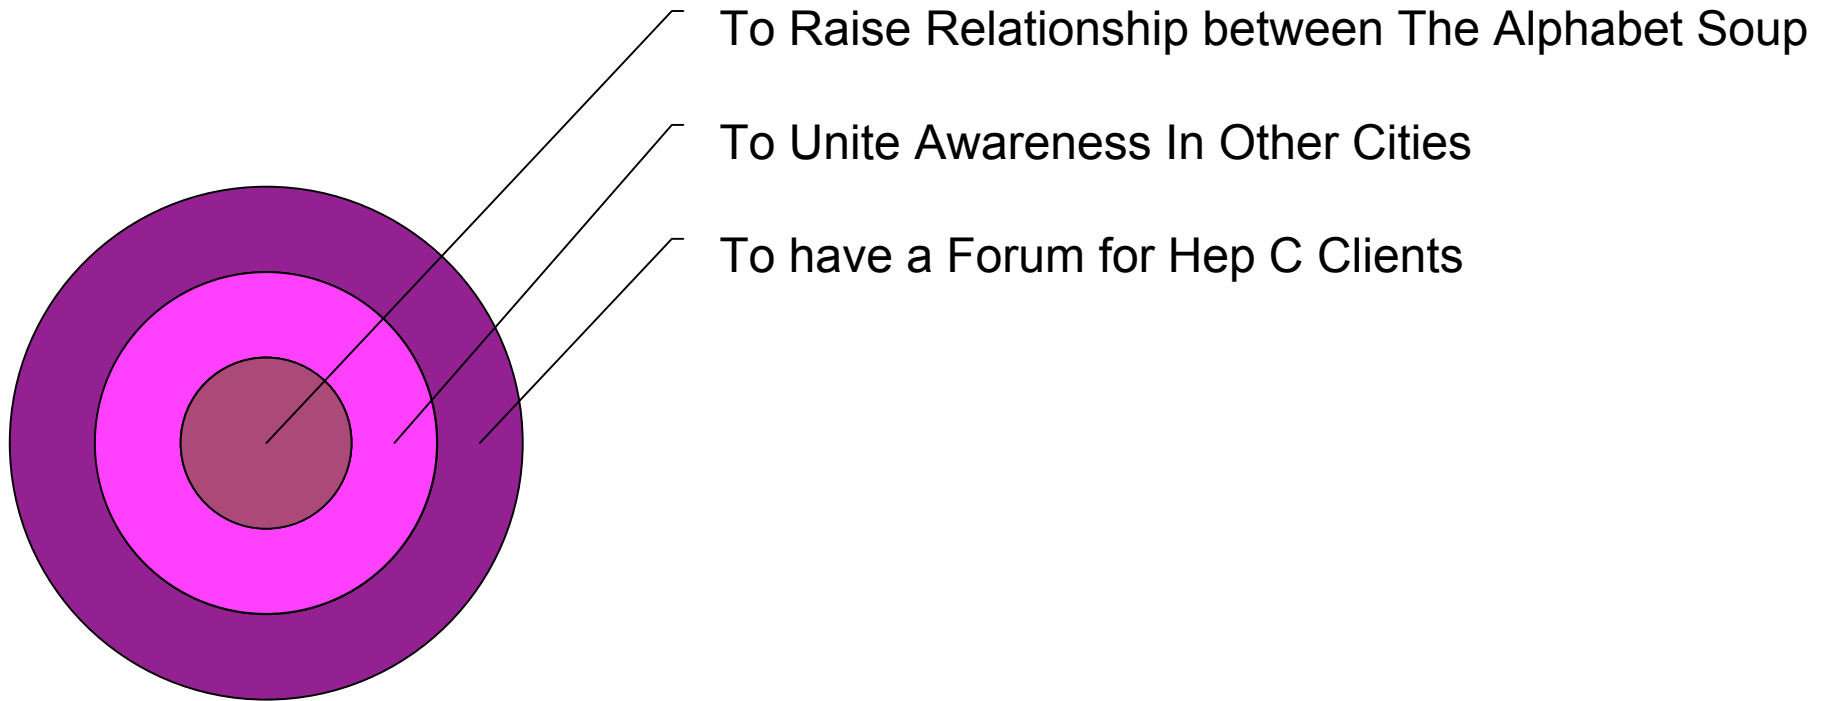 To Raise Relationship between The Alphabet Soup
To Unite Awareness In Other Cities
To have a Forum for Hep C Clients